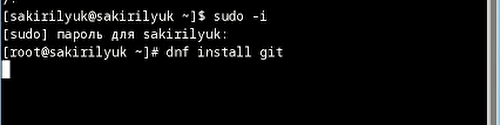 [sakirilyuk@sakirilyuk ~]$ sudo -i
[sudo] пароль для sakirilyuk:
[root@sakirilyuk ~]# dnf install git